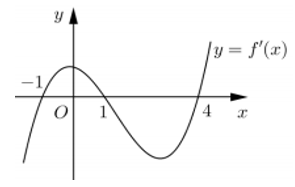 y
y = f′(x)
−1
O 1 4 x